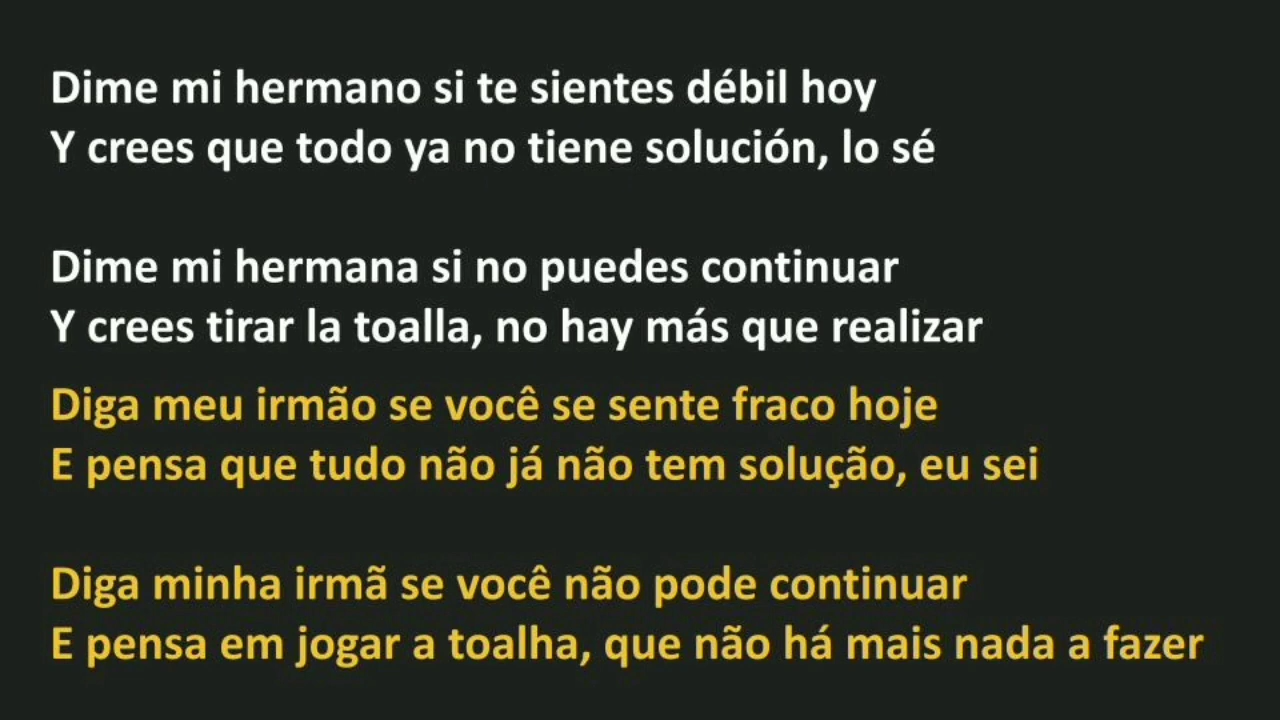 Dime mi hermano si te sientes débil hoy
Y crees que todo ya no tiene solución, lo sé
Dime mi hermana si no puedes continuar
Y crees tirar la toalla, no hay más que realizar
Diga meu irmão se você se sente fraco hoje
E pensa que tudo não já não tem solução, eu sei
Diga minha irmã se você não pode continuar
E pensa em jogar a toalha, que não há mais nada a fazer